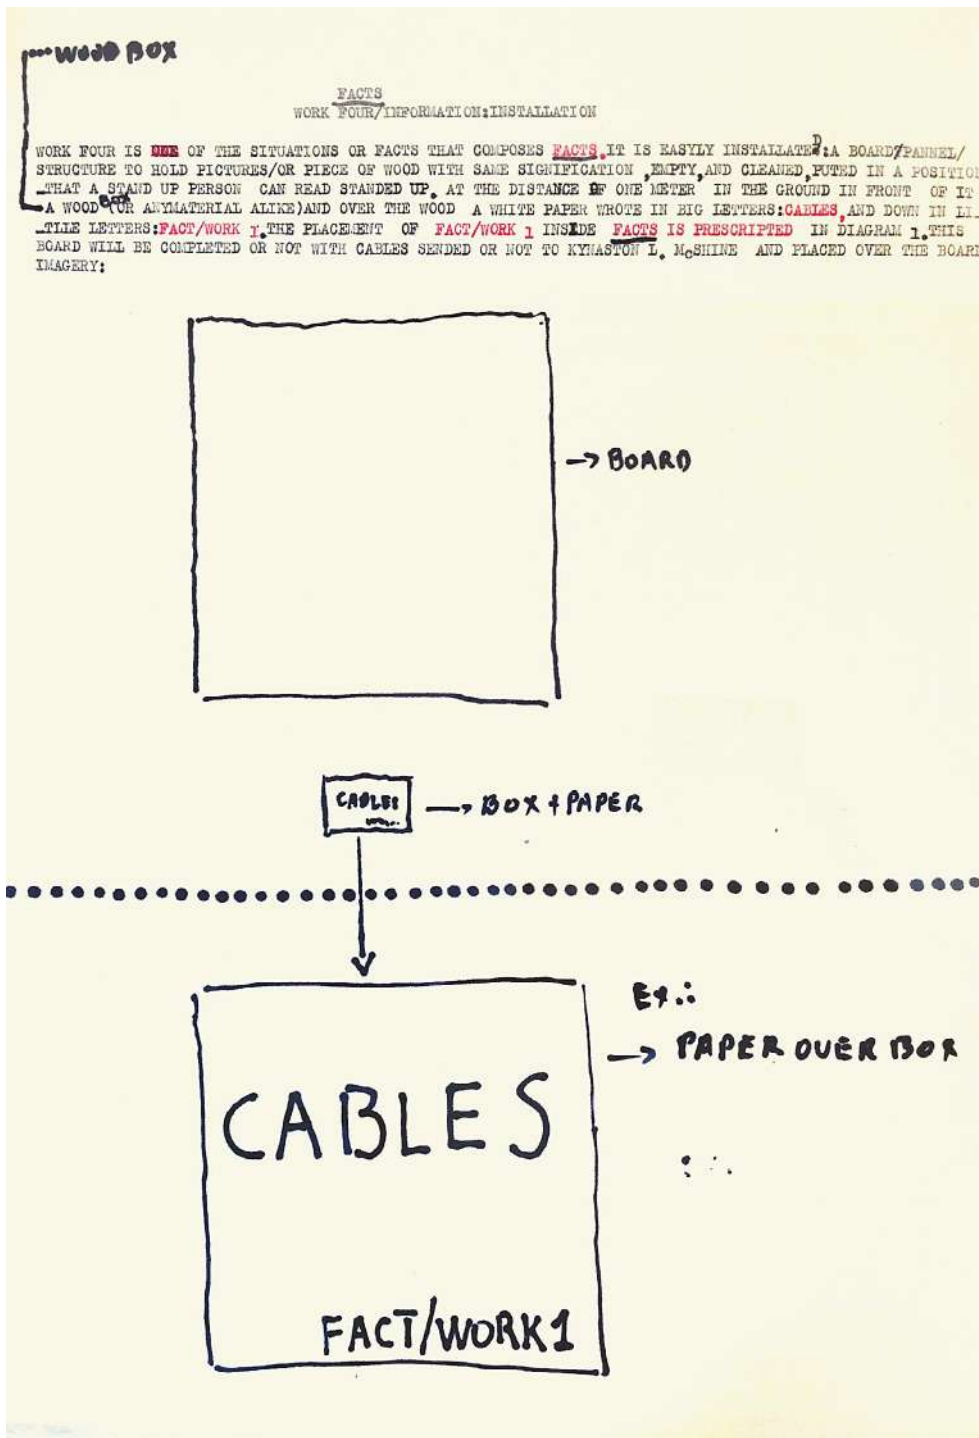 WOOD BOX
FACTS
WORK FOUR/INFORMATION:INSTALLATION
WORK FOUR IS ONE OF THE SITUATIONS OR FACTS THAT COMPOSES FACTS.IT IS EASYLY INSTALLATED:A BOARD/PANNEL/
STRUCTURE TO HOLD PICTURES/OR PIECE OF WOOD WITH SAME SIGNIFICATION ,EMPTY,AND CLEANED,PUTED IN A POSITION
_THAT A STAND UP PERSON CAN READ STANDED UP. AT THE DISTANCE OF ONE METER IN THE GROUND IN FRONT OF IT
A WOOD BOX (OR ANYMATERIAL ALIKE)AND OVER THE WOOD A WHITE PAPER WROTE IN BIG LETTERS:CABLES,AND DOWN IN LI
_TTLE LETTERS:FACT/WORK 1.THE PLACEMENT OF FACT/WORK 1 INSIDE FACTS IS PRESCRIPTED IN DIAGRAM 1.THIS
BOARD WILL BE COMPLETED OR NOT WITH CABLES SENDED OR NOT TO KYNASTON L. McSHINE AND PLACED OVER THE BOARD
IMAGERY:
→ BOARD
CABLES
→ BOX + PAPER
Ex.:
→ PAPER OVER BOX
CABLES
FACT/WORK1